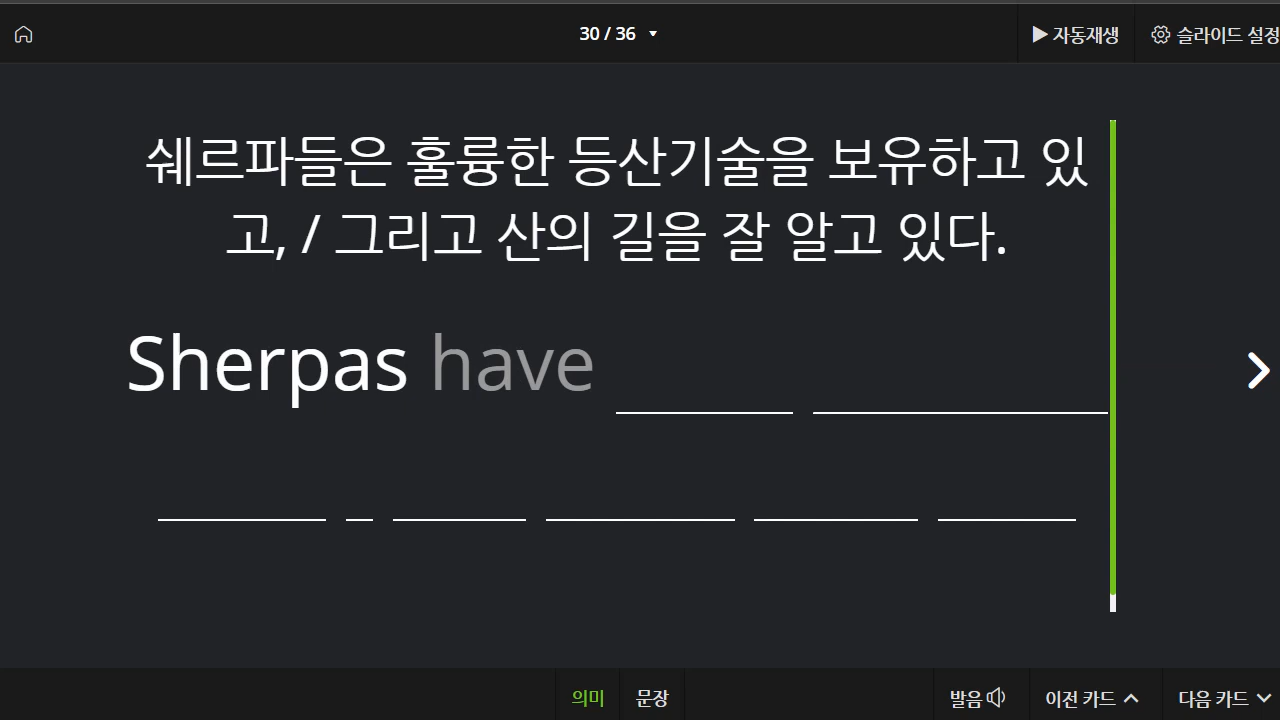 30 / 36
자동재생
슬라이드 설정
쉐르파들은 훌륭한 등산기술을 보유하고 있
고, / 그리고 산의 길을 잘 알고 있다.
Sherpas have
의미
문장
발음
이전 카드
다음 카드